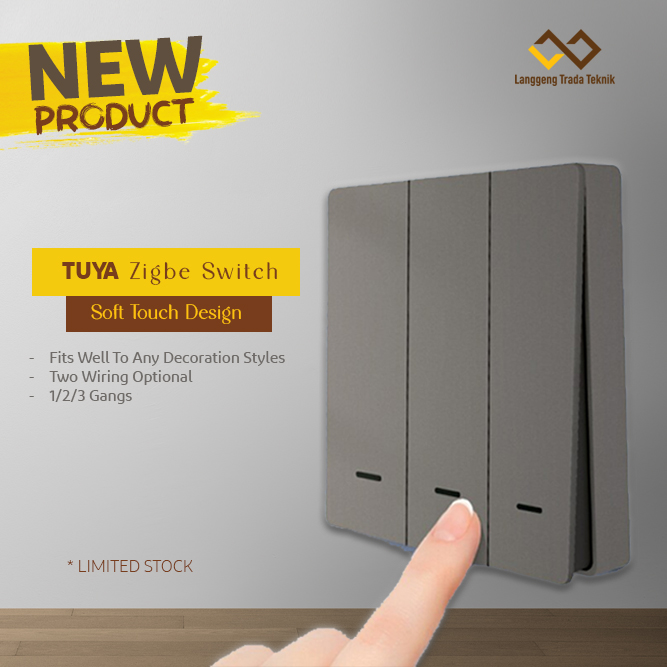 NEW
PRODUCT
Langgeng Trada Teknik
TUYA Zigbe Switch
Soft Touch Design
- Fits Well To Any Decoration Styles
- Two Wiring Optional
- 1/2/3 Gangs
* LIMITED STOCK